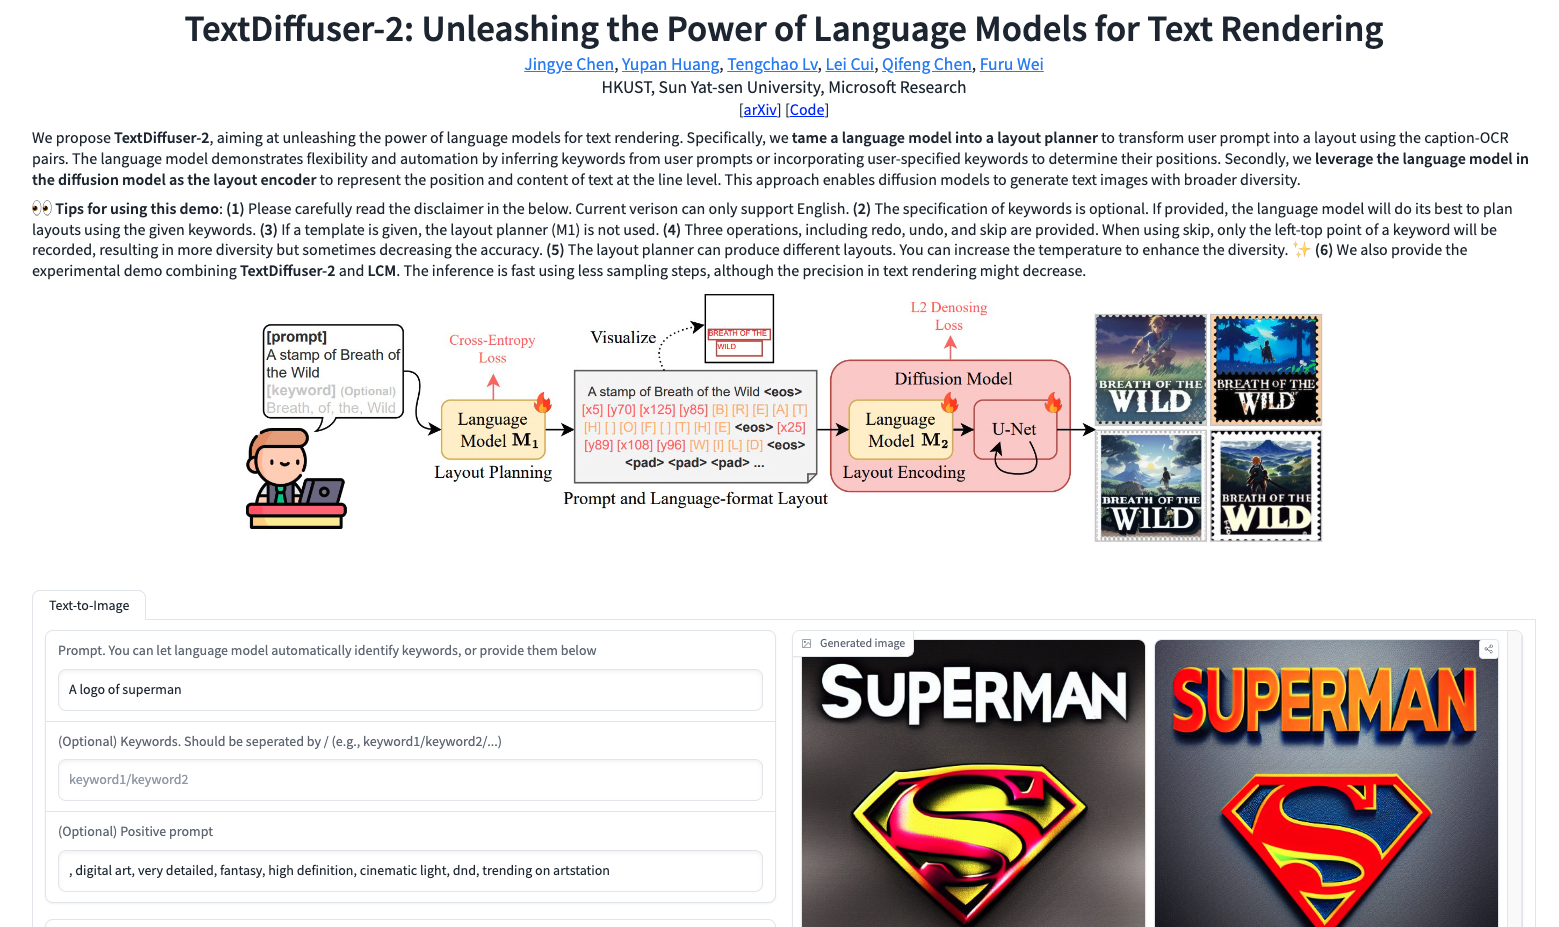 TextDiffuser-2: Unleashing the Power of Language Models for Text Rendering
Jingye Chen, Yupan Huang, Tengchao Lv, Lei Cui, Qifeng Chen, Furu Wei
HKUST, Sun Yat-sen University, Microsoft Research
[arXiv] [Code]
We propose TextDiffuser-2, aiming at unleashing the power of language models for text rendering. Specifically, we tame a language model into a layout planner to transform user prompt into a layout using the caption-OCR
pairs. The language model demonstrates flexibility and automation by inferring keywords from user prompts or incorporating user-specified keywords to determine their positions. Secondly, we leverage the language model in
the diffusion model as the layout encoder to represent the position and content of text at the line level. This approach enables diffusion models to generate text images with broader diversity.
👀 Tips for using this demo: (1) Please carefully read the disclaimer in the below. Current verison can only support English. (2) The specification of keywords is optional. If provided, the language model will do its best to plan
layouts using the given keywords. (3) If a template is given, the layout planner (M1) is not used. (4) Three operations, including redo, undo, and skip are provided. When using skip, only the left-top point of a keyword will be
recorded, resulting in more diversity but sometimes decreasing the accuracy. (5) The layout planner can produce different layouts. You can increase the temperature to enhance the diversity. ✨ (6) We also provide the
experimental demo combining TextDiffuser-2 and LCM. The inference is fast using less sampling steps, although the precision in text rendering might decrease.
[prompt]
A stamp of Breath of
the Wild
[keyword] (Optional)
Breath, of, the, Wild
Cross-Entropy
Loss
Language
Model M1
Layout Planning
Visualize
BREATH OF THE
WILD
A stamp of Breath of the Wild <eos>
[x5] [y70] [x125] [y85] [B] [R] [E] [A] [T]
[H] [ ] [O] [F] [ ] [T] [H] [E] <eos> [x25]
[y89] [x108] [y96] [W] [I] [L] [D] <eos>
<pad> <pad> <pad> ...
Prompt and Language-format Layout
L2 Denosing
Loss
Diffusion Model
Language
Model M2
U-Net
Layout Encoding
BREATH OF THE
WILD
BREATH OF THE
WILD
BREATH OF THE
WILD
BREATH OF THE
WILD
Text-to-Image
Prompt. You can let language model automatically identify keywords, or provide them below
A logo of superman
(Optional) Keywords. Should be seperated by / (e.g., keyword1/keyword2/...)
keyword1/keyword2
(Optional) Positive prompt
, digital art, very detailed, fantasy, high definition, cinematic light, dnd, trending on artstation
Generated image
SUPERMAN
S
SUPERMAN
S